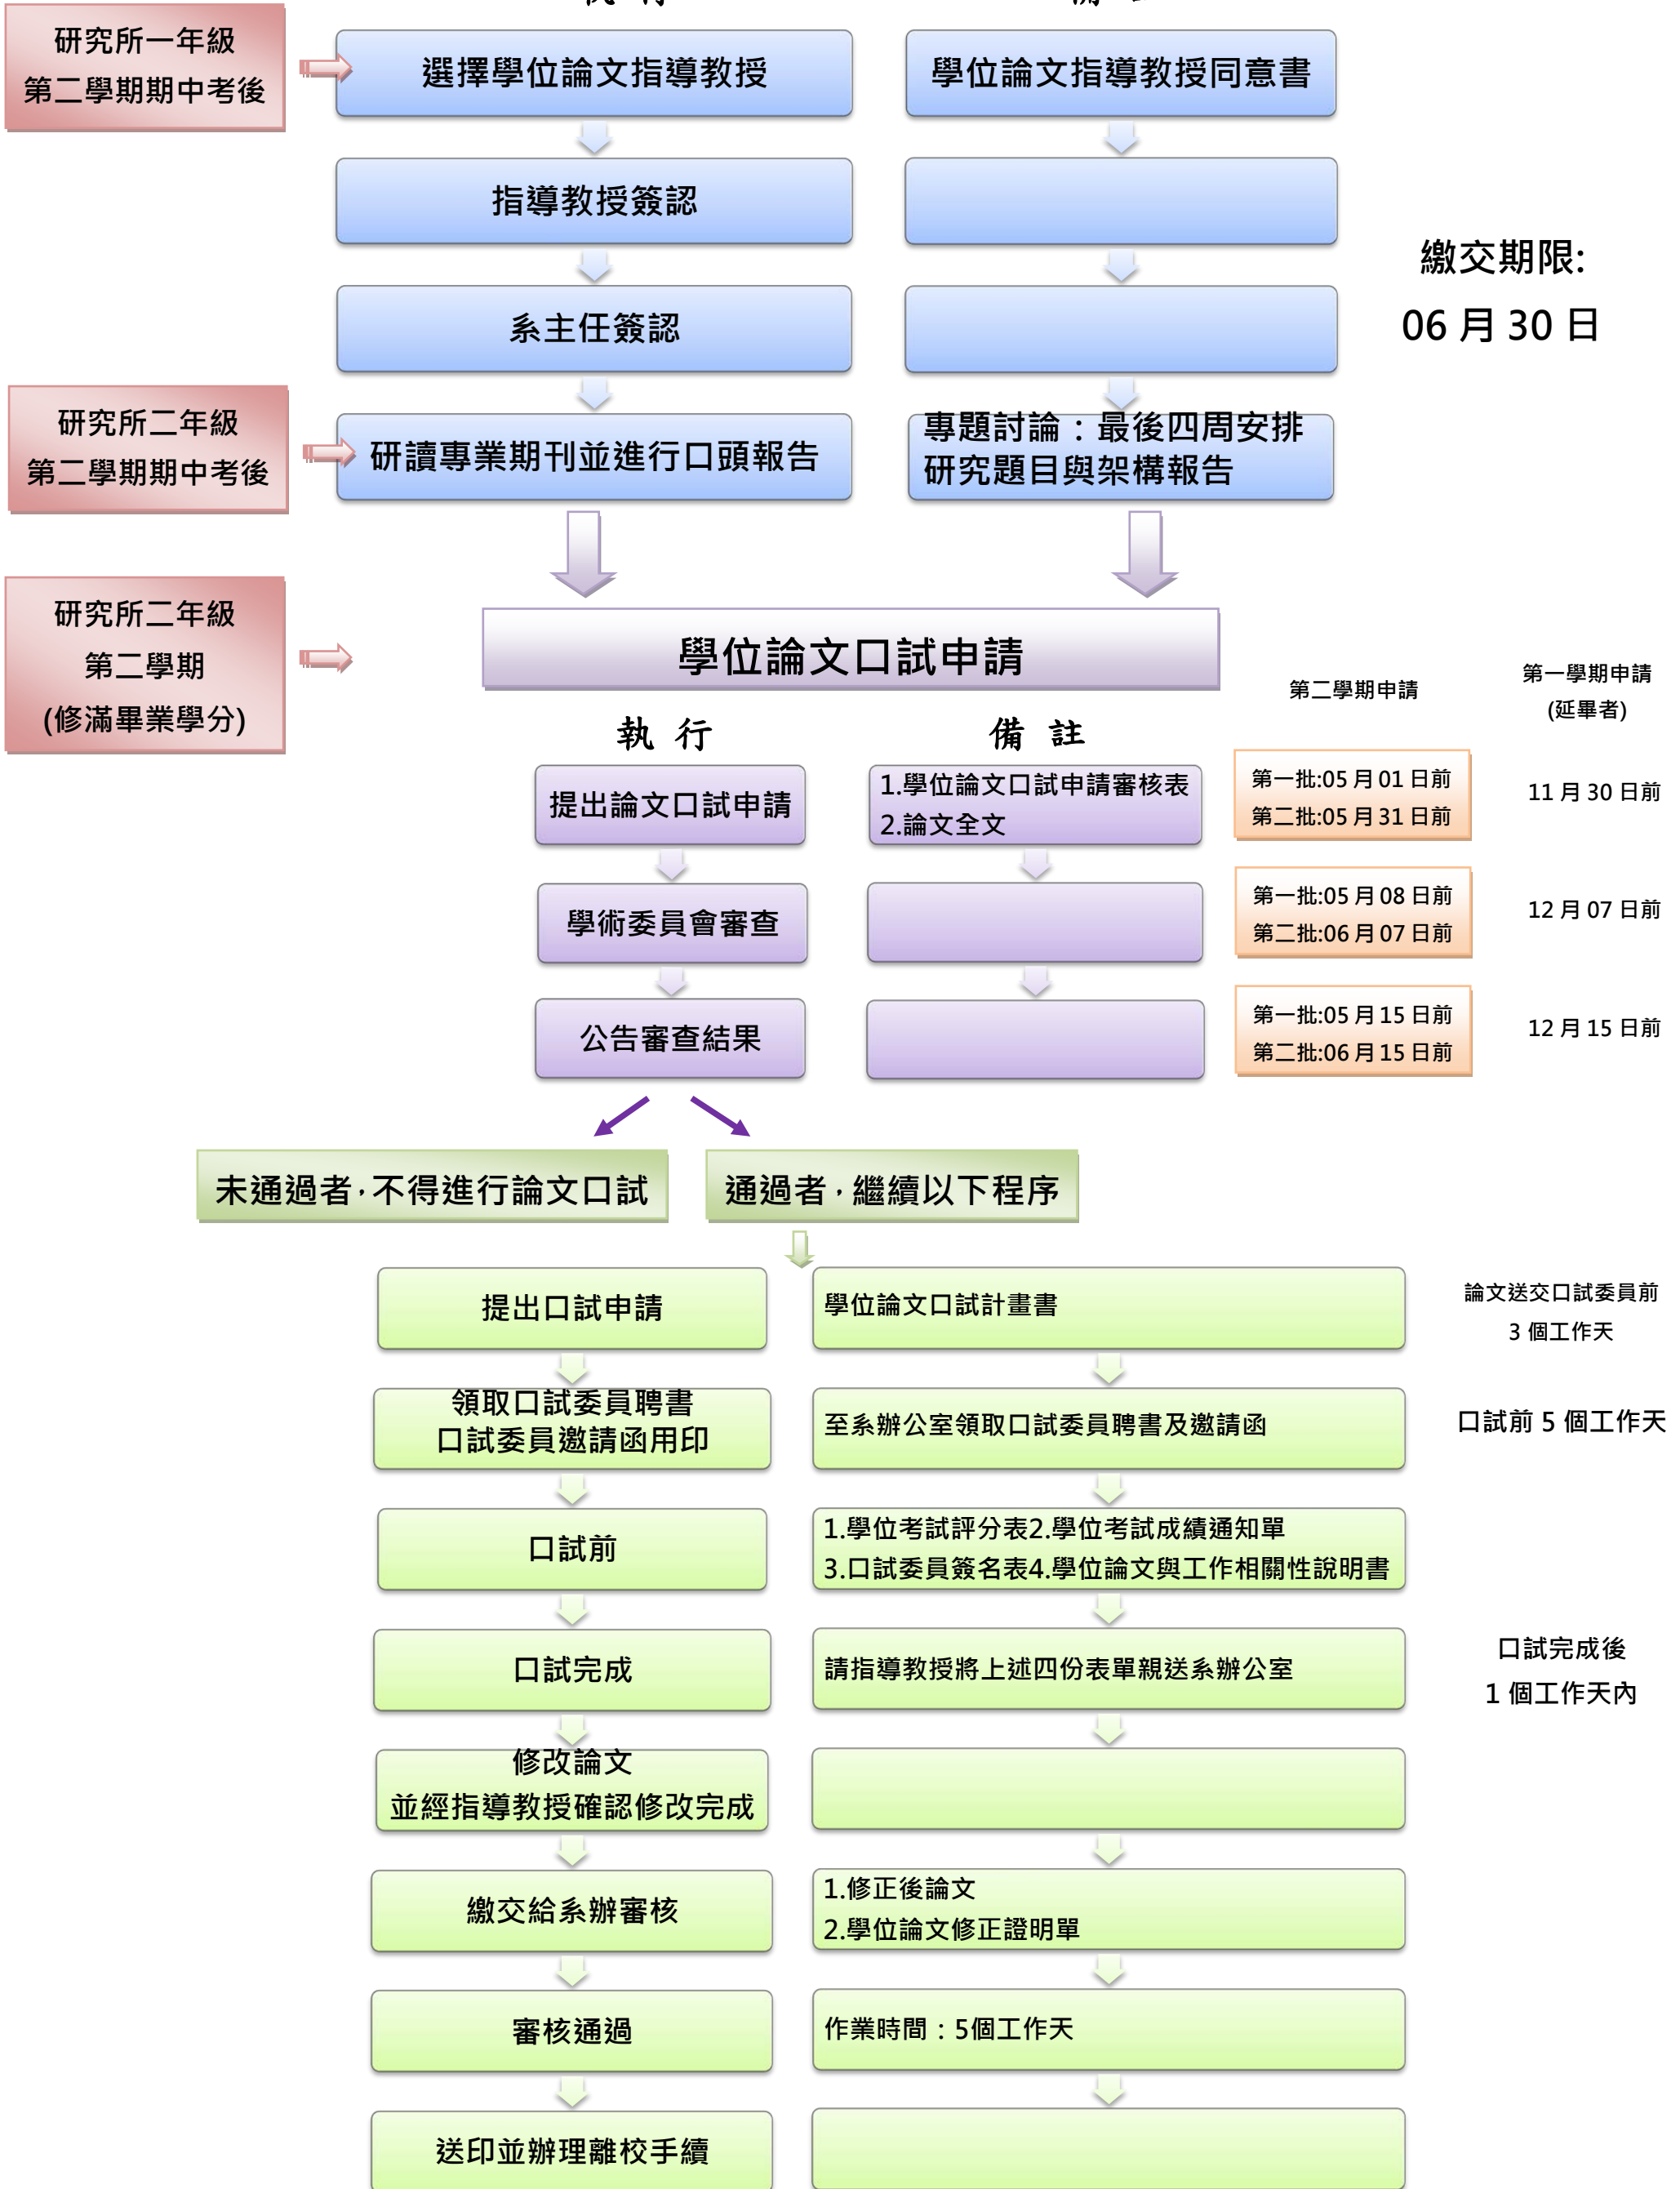 研究所一年級
第二學期期中考後
選擇學位論文指導教授
學位論文指導教授同意書
指導教授簽認
繳交期限:
系主任簽認
06 月 30 日
研究所二年級
第二學期期中考後
研讀專業期刊並進行口頭報告
專題討論：最後四周安排
研究題目與架構報告
研究所二年級
第二學期
(修滿畢業學分)
學位論文口試申請
第二學期申請
第一學期申請
(延畢者)
執 行
備 註
提出論文口試申請
1.學位論文口試申請審核表
2.論文全文
第一批:05 月 01 日前
第二批:05 月 31 日前
11 月 30 日前
學術委員會審查
第一批:05 月 08 日前
第二批:06 月 07 日前
12 月 07 日前
公告審查結果
第一批:05 月 15 日前
第二批:06 月 15 日前
12 月 15 日前
未通過者，不得進行論文口試
通過者，繼續以下程序
提出口試申請
學位論文口試計畫書
論文送交口試委員前
3 個工作天
領取口試委員聘書
口試委員邀請函用印
至系辦公室領取口試委員聘書及邀請函
口試前 5 個工作天
口試前
1.學位考試評分表2.學位考試成績通知單
3.口試委員簽名表4.學位論文與工作相關性說明書
口試完成
請指導教授將上述四份表單親送系辦公室
口試完成後
1 個工作天內
修改論文
並經指導教授確認修改完成
繳交給系辦審核
1.修正後論文
2.學位論文修正證明單
審核通過
作業時間：5個工作天
送印並辦理離校手續